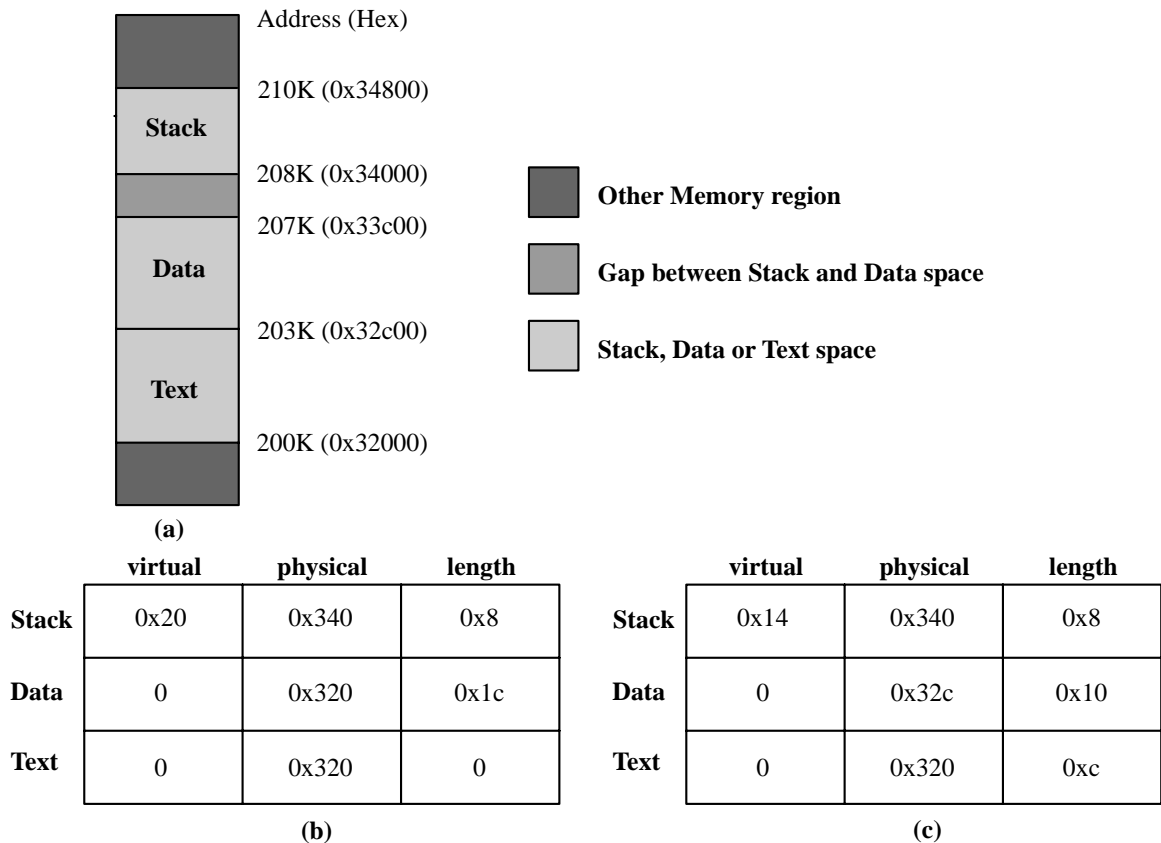 Address (Hex)
210K (0x34800)
Stack
208K (0x34000)
Other Memory region
207K (0x33c00)
Data
Gap between Stack and Data space
203K (0x32c00)
Stack, Data or Text space
Text
200K (0x32000)
(a)
virtual physical length
Stack 0x20 0x340 0x8
Data 0 0x320 0x1c
Text 0 0x320 0
(b)
virtual physical length
Stack 0x14 0x340 0x8
Data 0 0x32c 0x10
Text 0 0x320 0xc
(c)